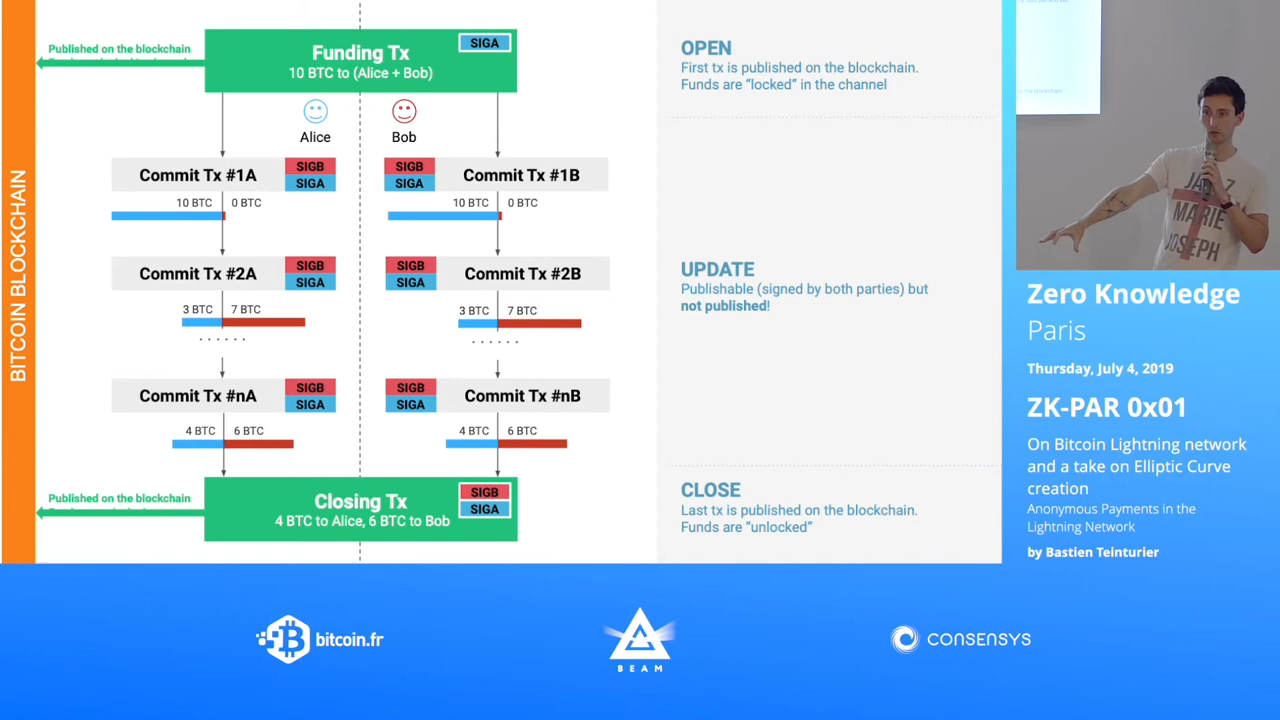 BITCOIN BLOCKCHAIN
Published on the blockchain
Funding Tx
10 BTC to (Alice + Bob)
SIGA
Alice
Bob
Commit Tx #1A
SIGB
SIGA
SIGB
SIGA
Commit Tx #1B
10 BTC
0 BTC
10 BTC
0 BTC
Commit Tx #2A
SIGB
SIGA
SIGB
SIGA
Commit Tx #2B
3 BTC
7 BTC
3 BTC
7 BTC
Commit Tx #nA
SIGB
SIGA
SIGB
SIGA
Commit Tx #nB
4 BTC
6 BTC
4 BTC
6 BTC
Published on the blockchain
Closing Tx
4 BTC to Alice, 6 BTC to Bob
SIGB
SIGA
OPEN
First tx is published on the blockchain.
Funds are “locked” in the channel
UPDATE
Publishable (signed by both parties) but
not published!
CLOSE
Last tx is published on the blockchain.
Funds are “unlocked”
MARIE
JOSEPH
Zero Knowledge
Paris
Thursday, July 4, 2019
ZK-PAR 0x01
On Bitcoin Lightning network
and a take on Elliptic Curve
creation
Anonymous Payments in the
Lightning Network
by Bastien Teinturier
bitcoin.fr
BEAM
CONSENSYS